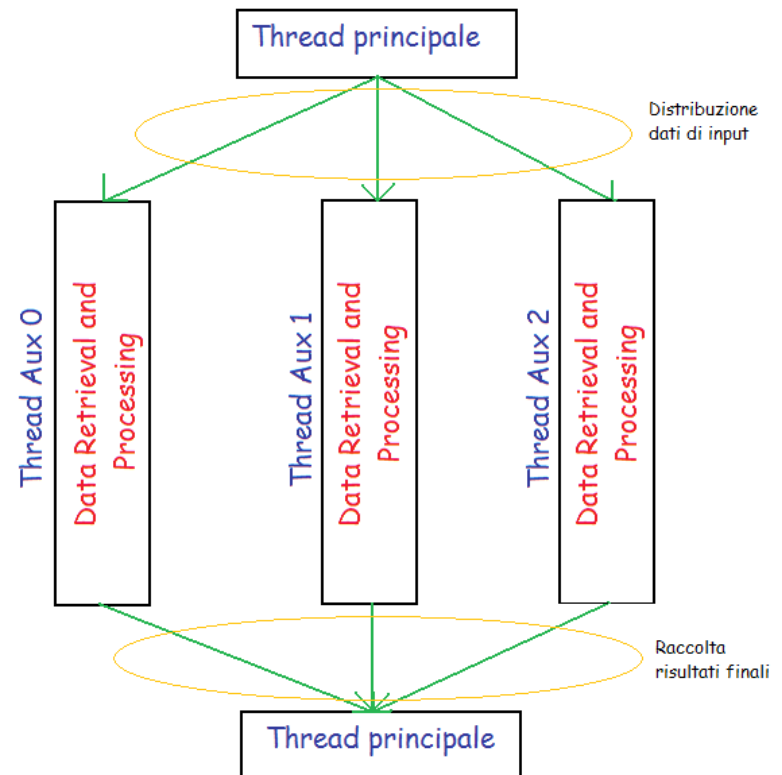 Thread principale
Distribuzione
dati di input
Thread Aux 0
Data Retrieval and
Processing
Thread Aux 1
Data Retrieval and
Processing
Thread Aux 2
Data Retrieval and
Processing
Raccolta
risultati finali
Thread principale